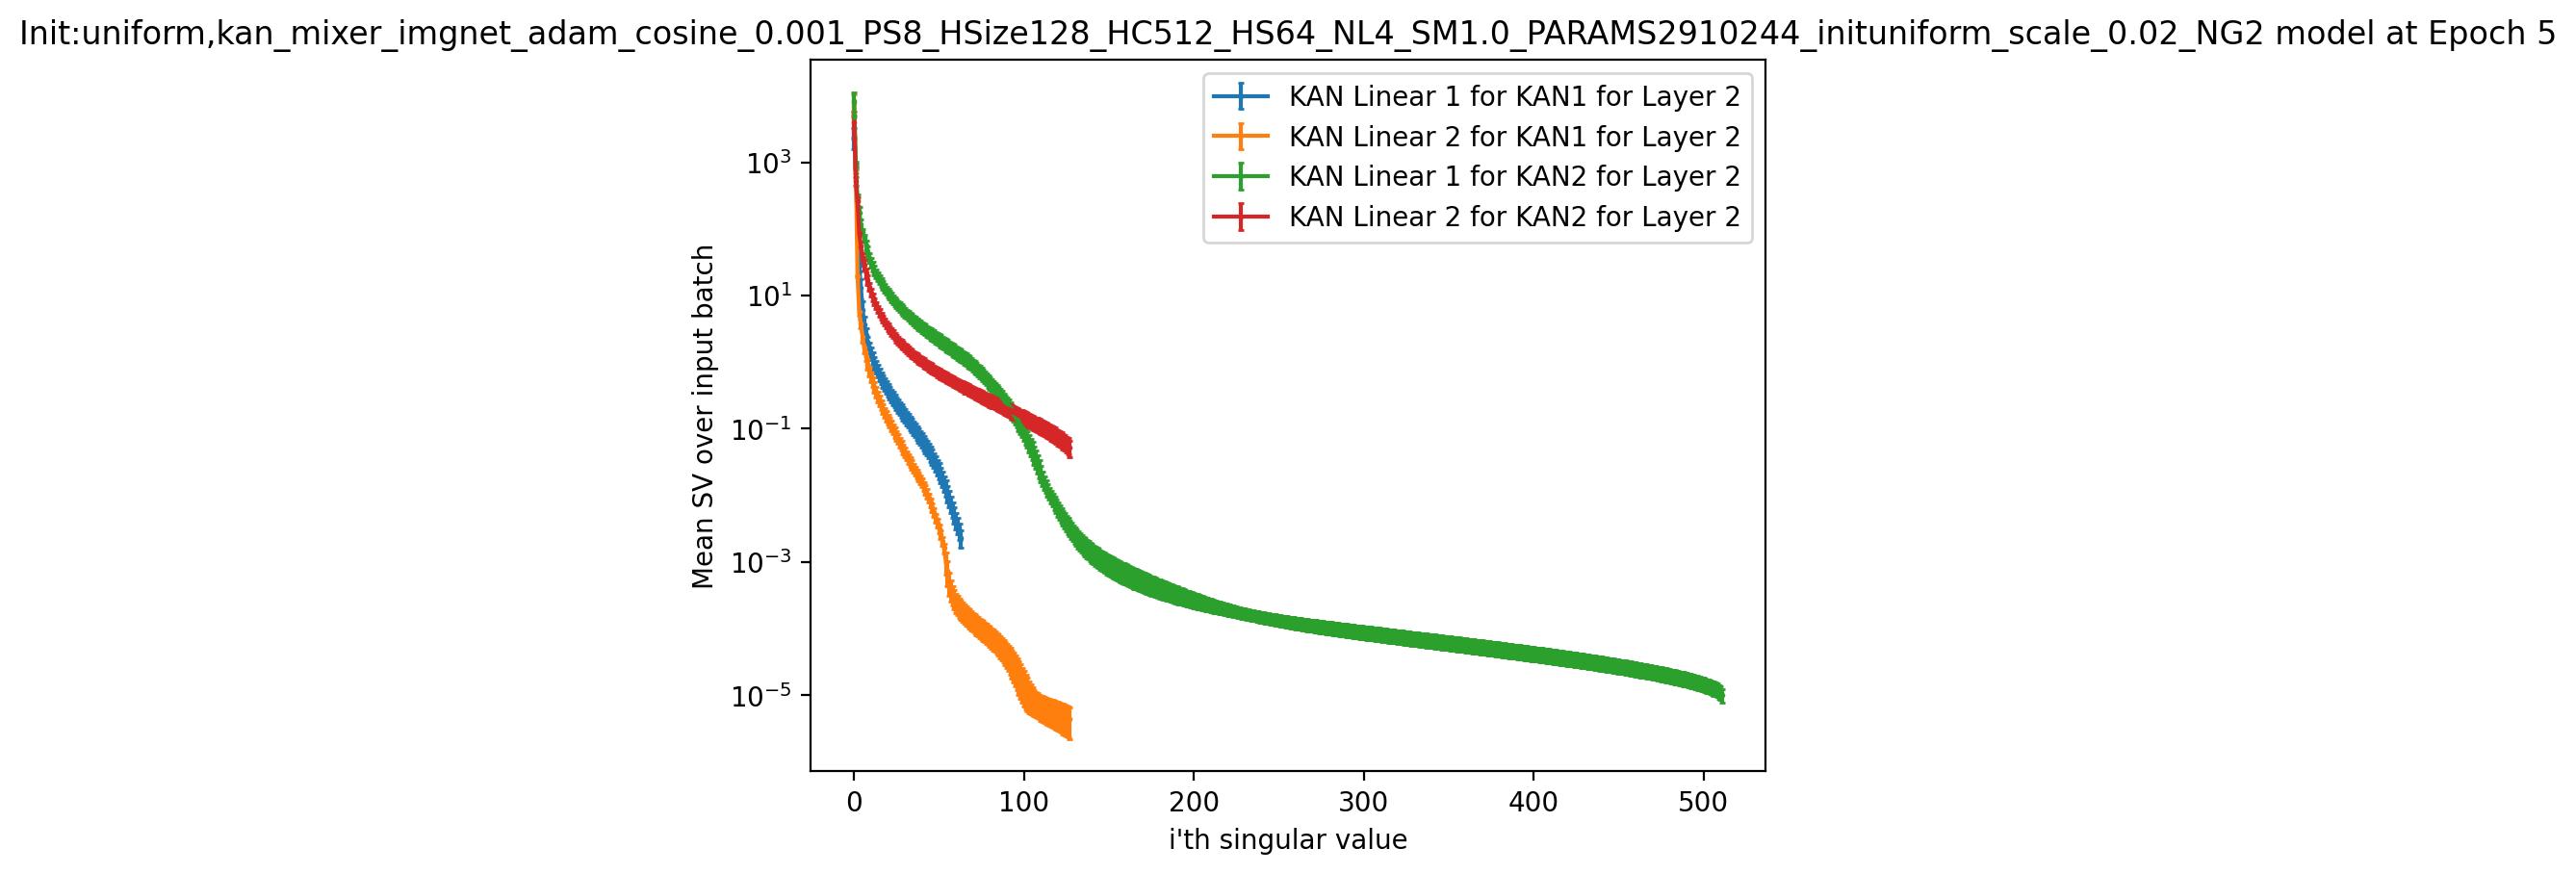 Init:uniform,kan_mixer_imgnet_adam_cosine_0.001_PS8_HSize128_HC512_HS64_NL4_SM1.0_PARAMS2910244_inituniform_scale_0.02_NG2 model at Epoch 5
KAN Linear 1 for KAN1 for Layer 2
KAN Linear 2 for KAN1 for Layer 2
KAN Linear 1 for KAN2 for Layer 2
KAN Linear 2 for KAN2 for Layer 2
Mean SV over input batch
10³
10¹
10⁻¹
10⁻³
10⁻⁵
0 100 200 300 400 500
i'th singular value